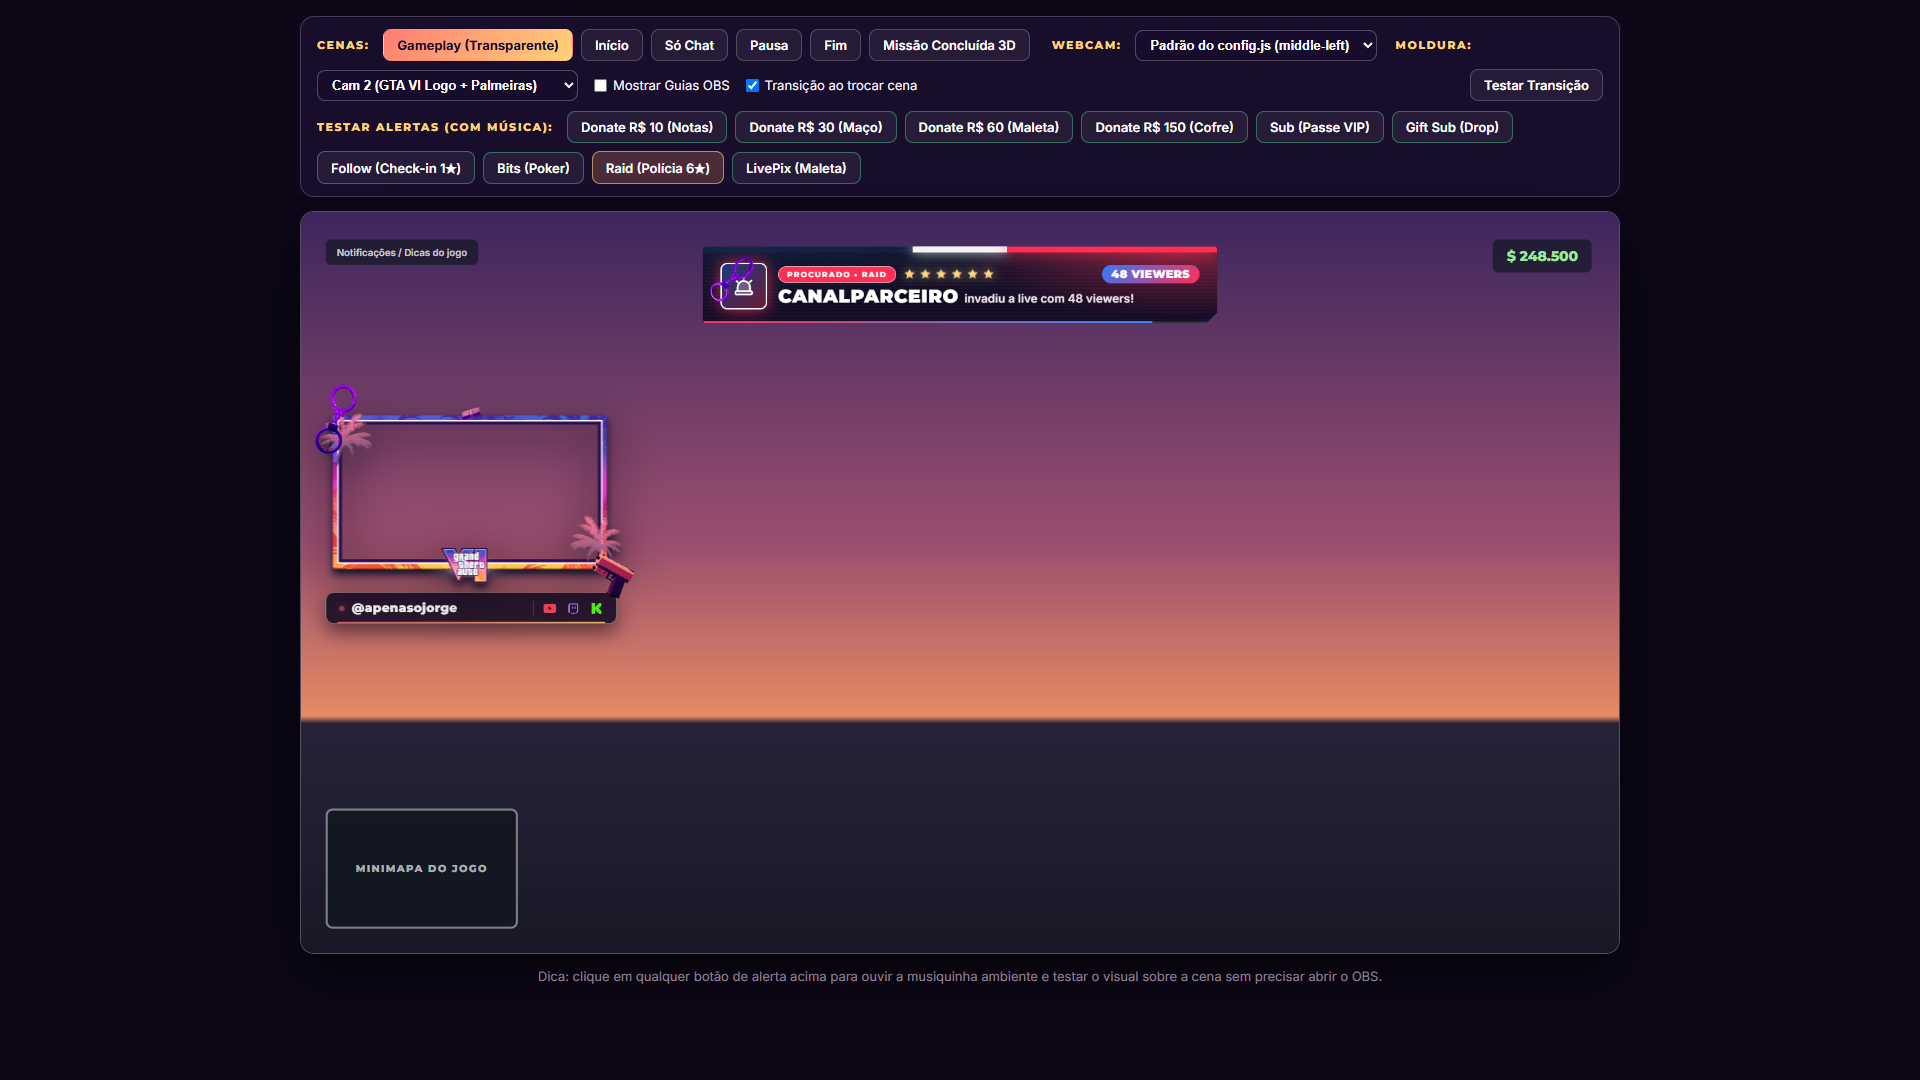 CENAS: Gameplay (Transparente) Início Só Chat Pausa Fim Missão Concluída 3D WEBCAM: Padrão do config.js (middle-left) MOLDURA:
Cam 2 (GTA VI Logo + Palmeiras) Mostrar Guias OBS Transição ao trocar cena Testar Transição
TESTAR ALERTAS (COM MÚSICA): Donate R$ 10 (Notas) Donate R$ 30 (Maço) Donate R$ 60 (Maleta) Donate R$ 150 (Cofre) Sub (Passe VIP) Gift Sub (Drop)
Follow (Check-in 1★) Bits (Poker) Raid (Polícia 6★) LivePix (Maleta)
Notificações / Dicas do jogo
$ 248.500
PROCURADO • RAID ★ ★ ★ ★ ★ ★ 48 VIEWERS
CANALPARCEIRO invadiu a live com 48 viewers!
VI
grand
theft
auto
@apenasojorge
MINIMAPA DO JOGO
Dica: clique em qualquer botão de alerta acima para ouvir a musiquinha ambiente e testar o visual sobre a cena sem precisar abrir o OBS.